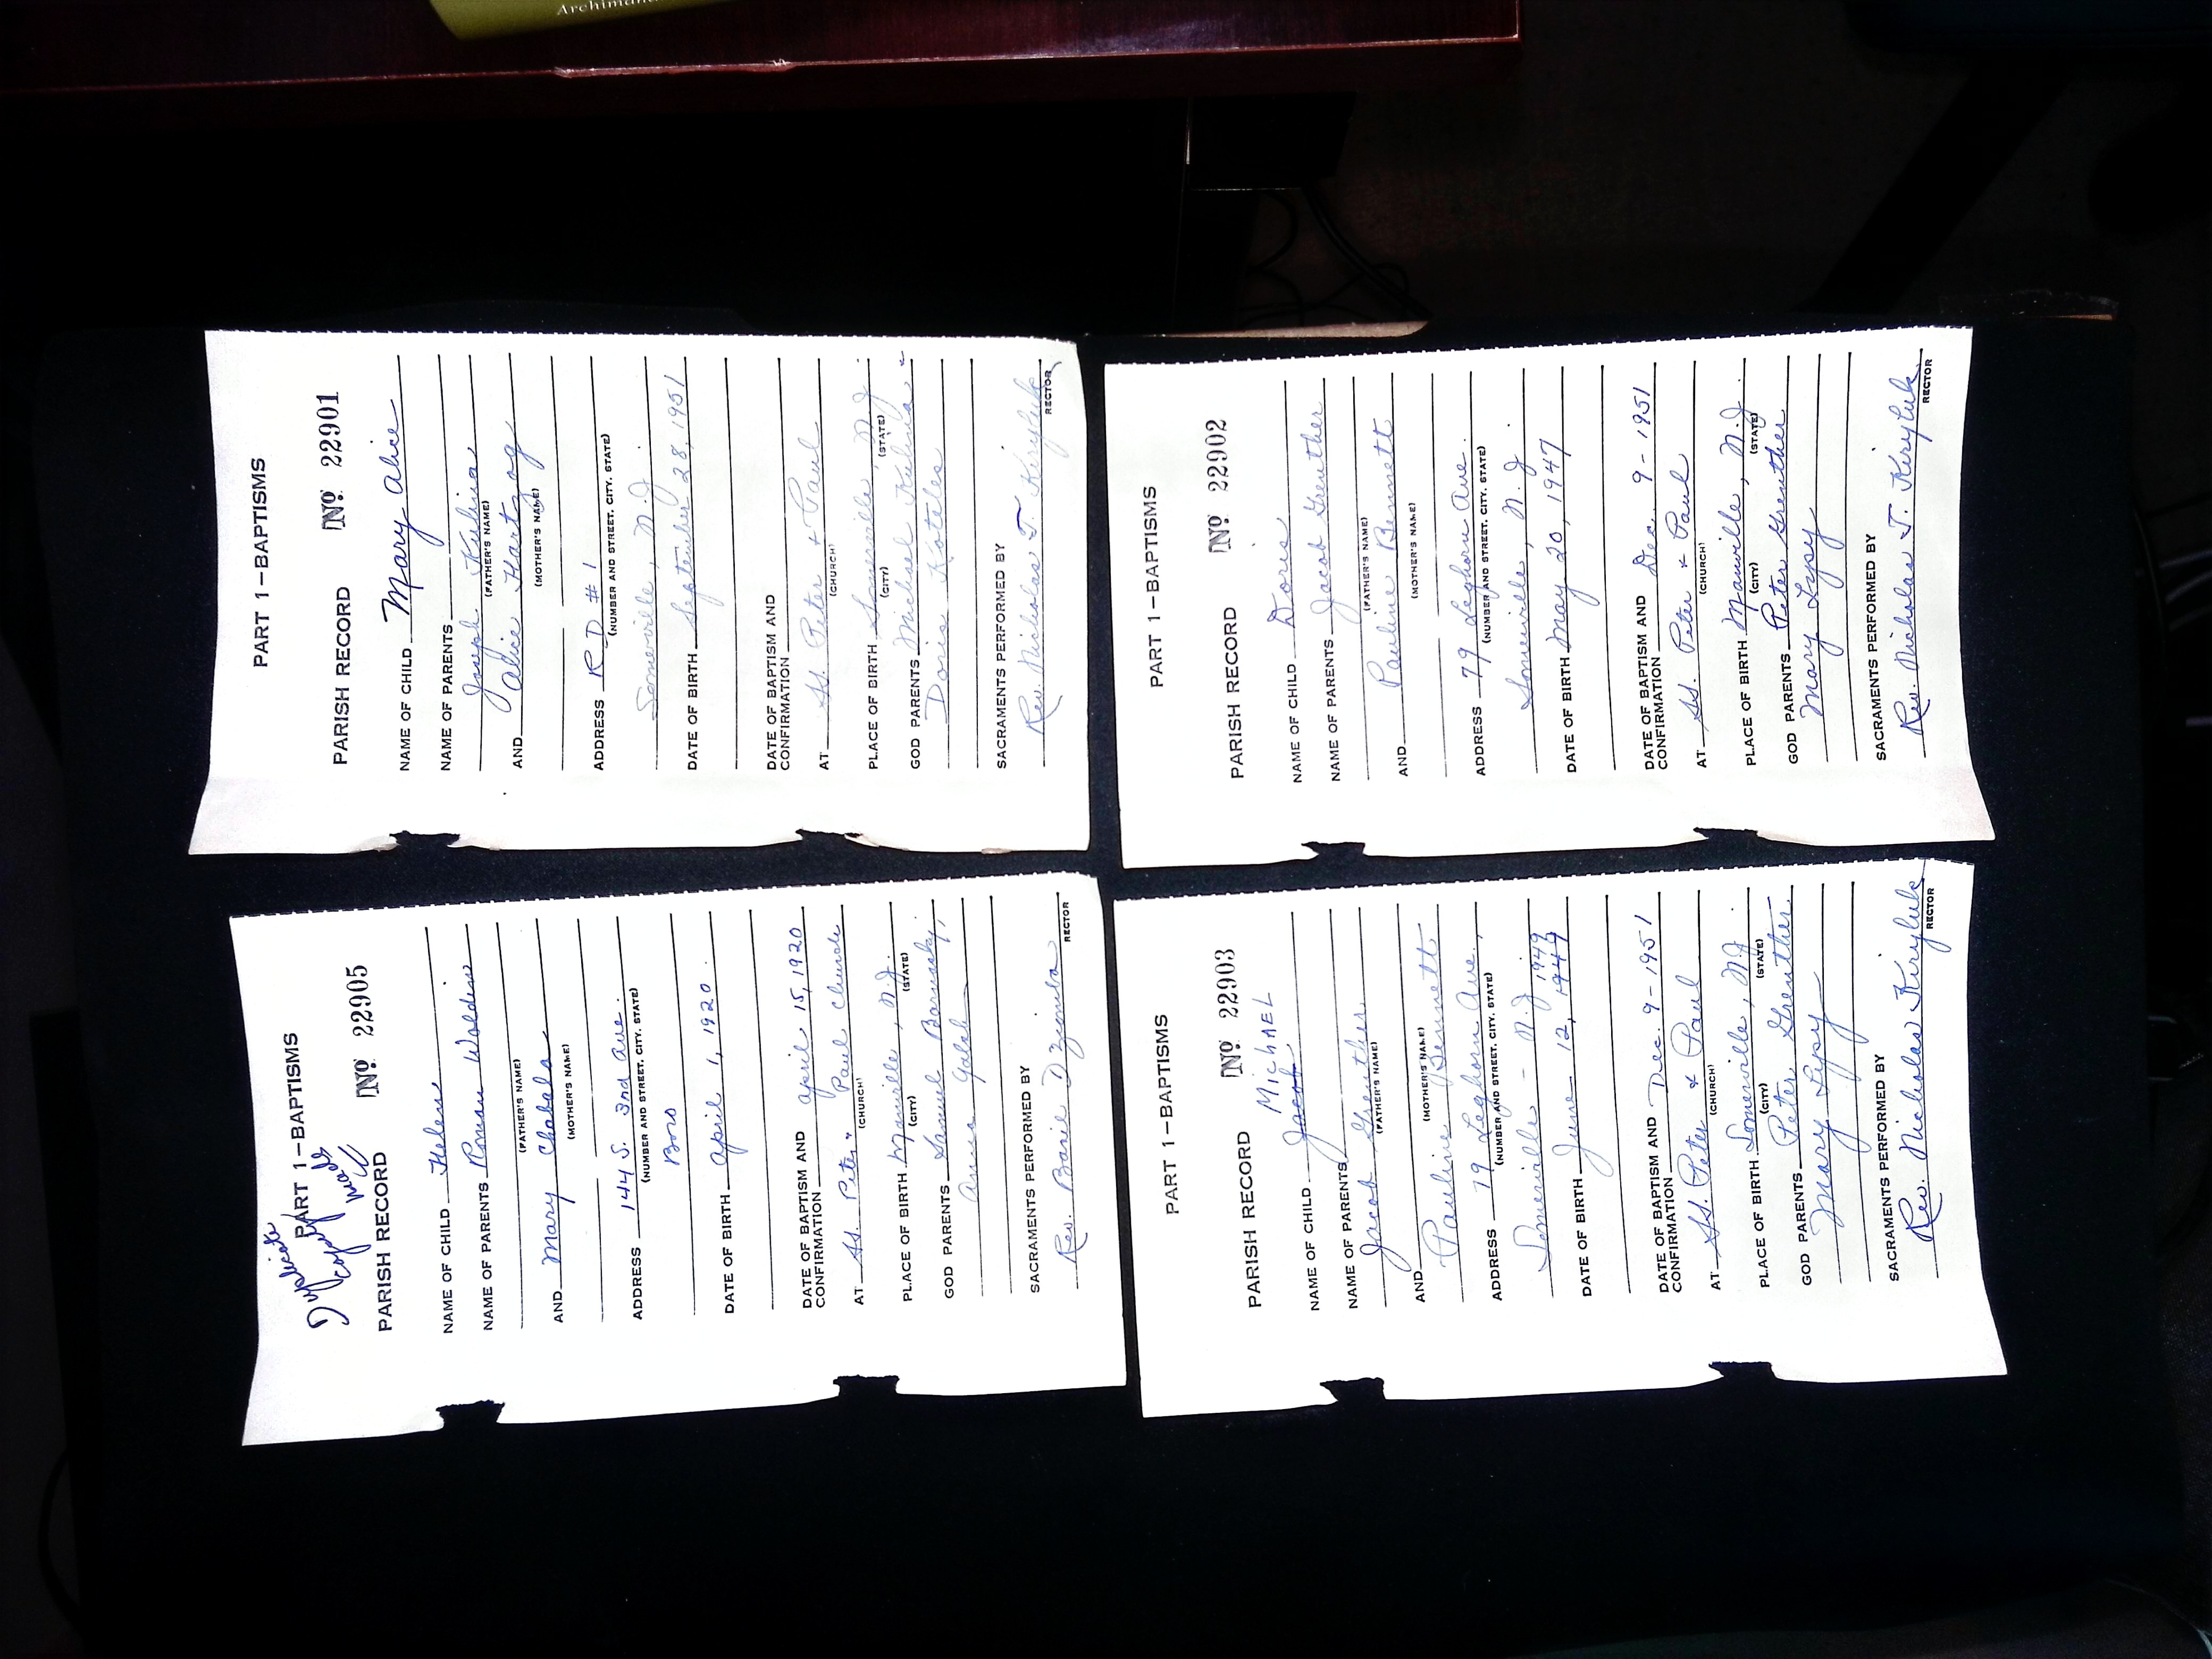 Duplicate
copy
made
PART 1-BAPTISMS
PARISH RECORD No 22905
NAME OF CHILD Helen
NAME OF PARENTS Roman Woldin
(FATHER'S NAME)
AND Mary Chabala
(MOTHER'S NAME)
ADDRESS 144 S. 3rd Ave.
(NUMBER AND STREET, CITY, STATE)
Boro
DATE OF BIRTH April 1, 1920
DATE OF BAPTISM AND
CONFIRMATION April 15, 1920
AT SS. Peter + Paul Church
(CHURCH)
PLACE OF BIRTH Manville, N.J.
(CITY) (STATE)
GOD PARENTS Samuel Barnasky,
Anna
SACRAMENTS PERFORMED BY
Rev. Basil Dziomba
RECTOR
PART 1-BAPTISMS
PARISH RECORD No 22901
NAME OF CHILD Mary Alice
NAME OF PARENTS
Joseph Kulina
(FATHER'S NAME)
AND Alice Hartzog
(MOTHER'S NAME)
ADDRESS R D # 1
(NUMBER AND STREET, CITY, STATE)
Somerville, N.J.
DATE OF BIRTH September 28, 1951
DATE OF BAPTISM AND
CONFIRMATION
AT SS. Peter + Paul
(CHURCH)
PLACE OF BIRTH Somerville, N.J.
(CITY) (STATE)
GOD PARENTS Michael Kulina -
Doris Koteles
SACRAMENTS PERFORMED BY
Rev. Nicholas T. Kiryluk
RECTOR
PART 1-BAPTISMS
PARISH RECORD No 22903
MICHAEL
NAME OF CHILD Jacob
NAME OF PARENTS
Jacob Greuther
(FATHER'S NAME)
AND
(MOTHER'S NAME)
Pauline Bennett
ADDRESS 79 Leghorn Ave.,
(NUMBER AND STREET, CITY, STATE)
Somerville - N.J.
1949
DATE OF BIRTH June 12, 1947
DATE OF BAPTISM AND
CONFIRMATION Dec. 9-1951
AT SS. Peter & Paul
(CHURCH)
PLACE OF BIRTH Somerville, N.J.
(CITY) (STATE)
GOD PARENTS Peter Greuther
Mary Lypy
SACRAMENTS PERFORMED BY
Rev. Nicholas Kiryluk
RECTOR
PART 1-BAPTISMS
PARISH RECORD No 22902
NAME OF CHILD Doris
NAME OF PARENTS Jacob Greuther
(FATHER'S NAME)
AND Pauline Bennett
(MOTHER'S NAME)
ADDRESS 79 Leghorn Ave.
(NUMBER AND STREET, CITY, STATE)
Somerville, N.J.
DATE OF BIRTH May 20, 1947
DATE OF BAPTISM AND
CONFIRMATION Dec. 9-1951
AT SS. Peter + Paul
(CHURCH)
PLACE OF BIRTH Manville, N.J.
(CITY) (STATE)
GOD PARENTS Peter Greuther
Mary Lypy
SACRAMENTS PERFORMED BY
Rev. Nicholas T. Kiryluk
RECTOR